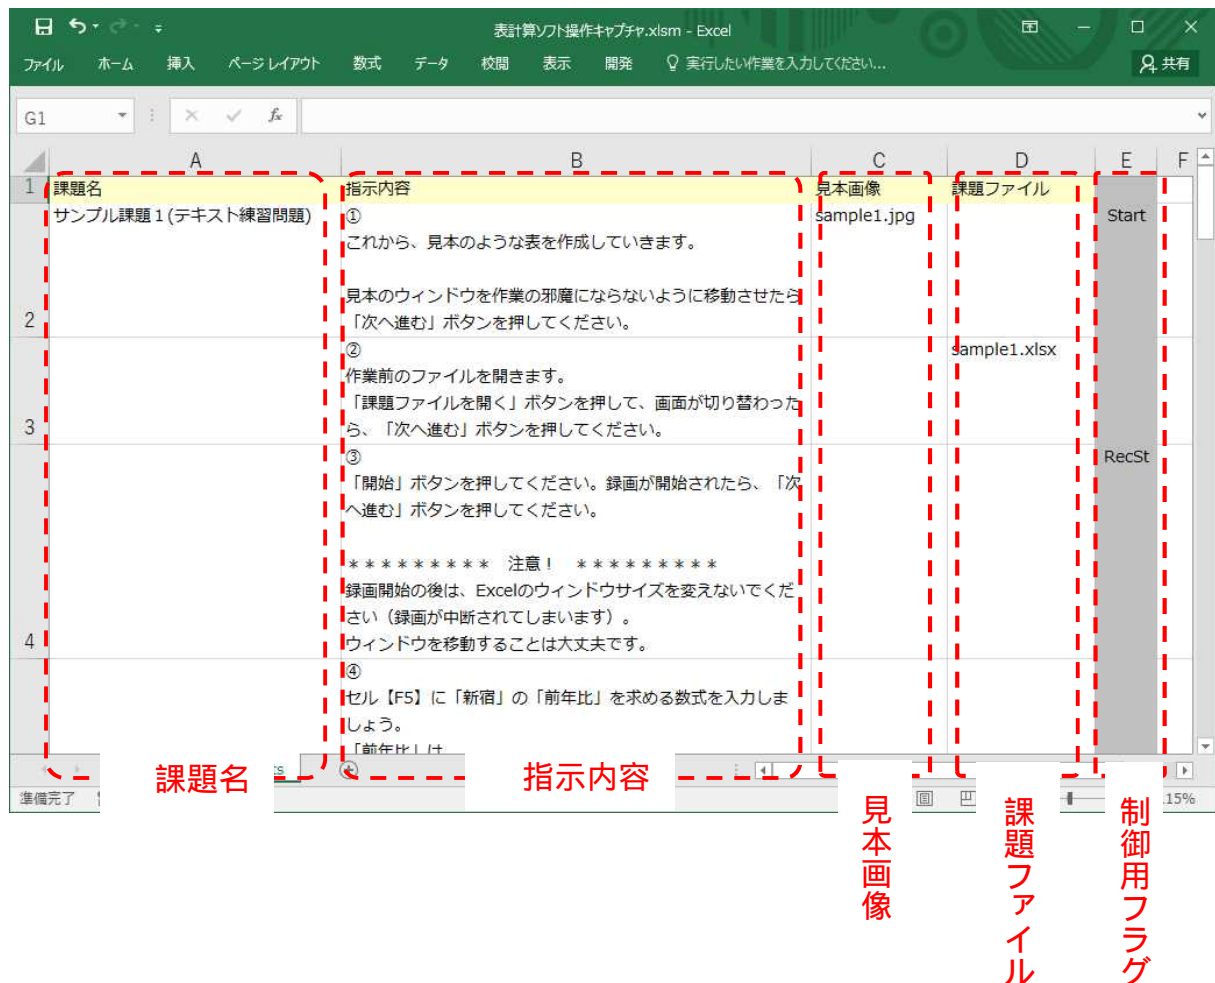 表計算ソフト操作キャプチャ.xlsm - Excel
ファイル ホーム 挿入 ページ レイアウト 数式 データ 校閲 表示 開発 実行したい作業を入力してください... 共有
G1 fx
A B C D E F
1 課題名 指示内容 見本画像 課題ファイル
サンプル課題１(テキスト練習問題) ① sample1.jpg Start
これから、見本のような表を作成していきます。
見本のウィンドウを作業の邪魔にならないように移動させたら
2 「次へ進む」ボタンを押してください。
② sample1.xlsx
作業前のファイルを開きます。
「課題ファイルを開く」ボタンを押して、画面が切り替わった
3 ら、「次へ進む」ボタンを押してください。
③ RecSt
「開始」ボタンを押してください。録画が開始されたら、「次
へ進む」ボタンを押してください。
＊＊＊＊＊＊＊＊＊　注意！　＊＊＊＊＊＊＊＊＊
録画開始の後は、Excelのウィンドウサイズを変えないでくだ
さい（録画が中断されてしまいます）。
4 ウィンドウを移動することは大丈夫です。
④
セル【F5】に「新宿」の「前年比」を求める数式を入力しま
しょう。
「前年比」は
課題名 指示内容
準備完了 15%
見本画像
課題ファイル
制御用フラグ